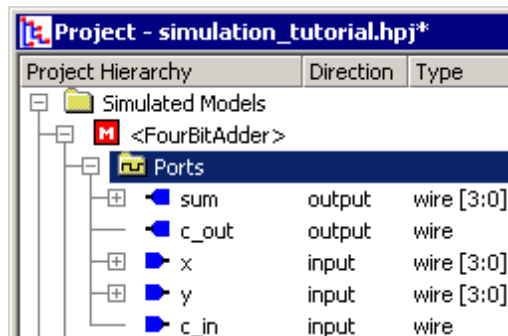 Project - simulation_tutorial.hpj*
Project Hierarchy Direction Type
Simulated Models
M <FourBitAdder>
Ports
sum output wire [3:0]
c_out output wire
x input wire [3:0]
y input wire [3:0]
c_in input wire